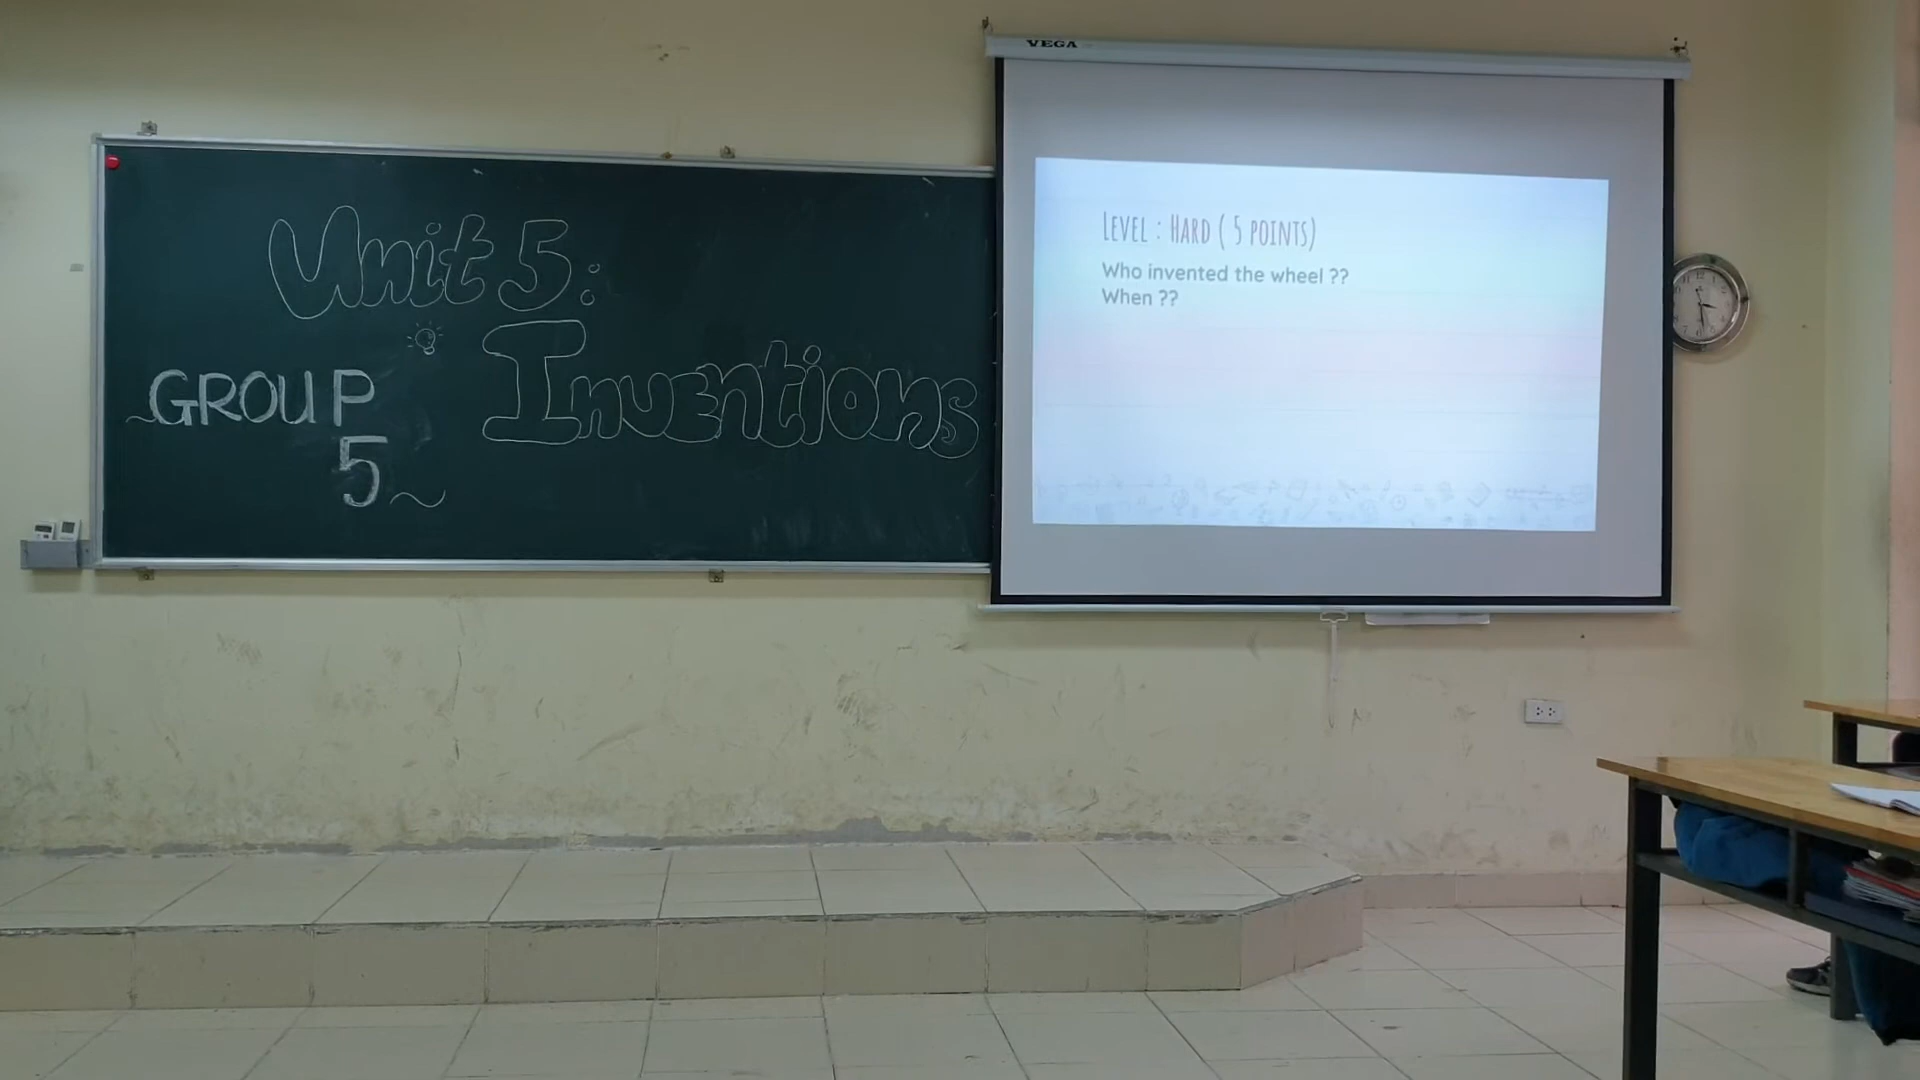 Unit 5:
Inventions
GROUP
5
VEGA
LEVEL : HARD ( 5 POINTS)
Who invented the wheel ??
When ??